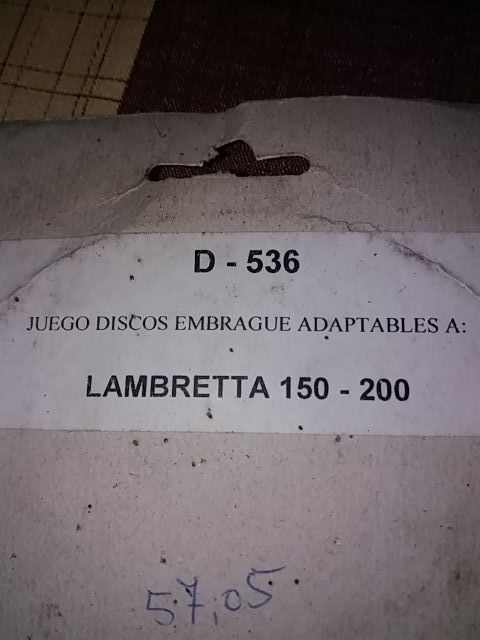 D - 536
JUEGO DISCOS EMBRAGUE ADAPTABLES A:
LAMBRETTA 150 - 200
57,05